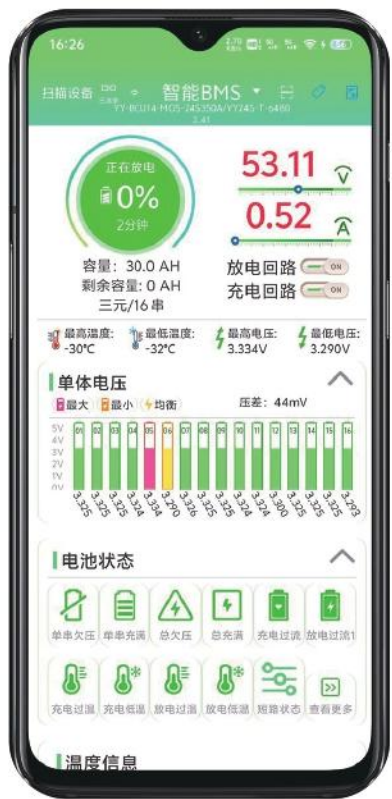 16:26
扫描设备 智能BMS
YY-BCU14-MOS-24S350A/YY24S-T-6480
2.41
正在放电
0%
2分钟
53.11 V
0.52 A
容量: 30.0 AH
剩余容量: 0 AH
三元/16串
放电回路 ON
充电回路 ON
最高温度: 最低温度: 最高电压: 最低电压:
-30℃ -32℃ 3.334V 3.290V
单体电压
最大 最小 均衡 压差: 44mV
5V
4V
3V
2V
1V
0V
01 02 03 04 05 06 07 08 09 10 11 12 13 14 15 16
3.325 3.325 3.325 3.324 3.334 3.290 3.326 3.325 3.325 3.324 3.324 3.300 3.325 3.325 3.325 3.293
电池状态
单串欠压 单串充满 总欠压 总充满 充电过流 放电过流1
充电过温 充电低温 放电过温 放电低温 短路状态 查看更多
温度信息